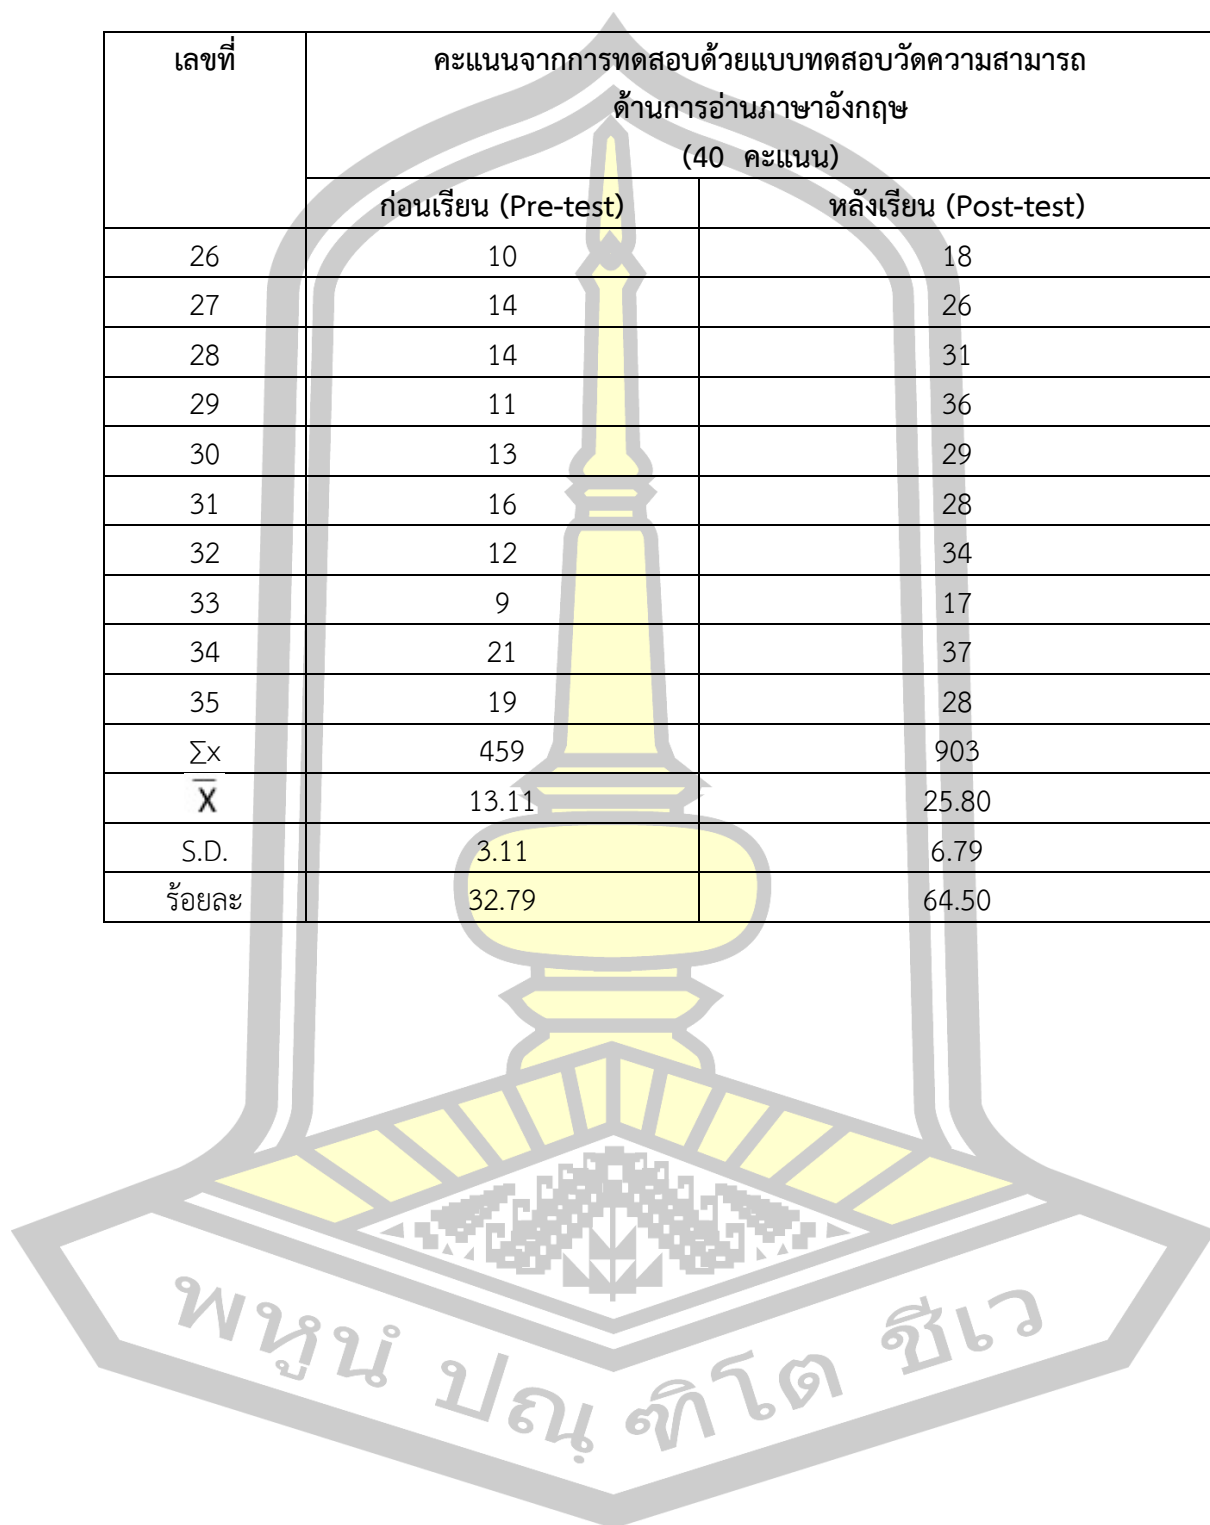 เลขที่ คะแนนจากการทดสอบด้วยแบบทดสอบวัดความสามารถ
ด้านการอ่านภาษาอังกฤษ
(40 คะแนน)
ก่อนเรียน (Pre-test) หลังเรียน (Post-test)
26 10 18
27 14 26
28 14 31
29 11 36
30 13 29
31 16 28
32 12 34
33 9 17
34 21 37
35 19 28
∑x 459 903
X̄ 13.11 25.80
S.D. 3.11 6.79
ร้อยละ 32.79 64.50
พหูนํ ปณฺฑิโต ชีเว